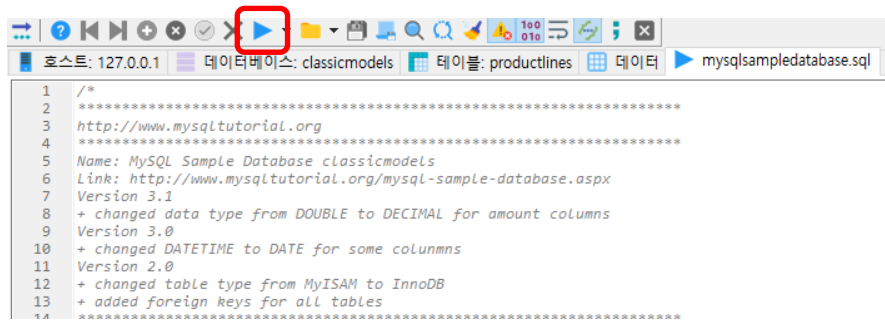 100
010
호스트: 127.0.0.1 데이터베이스: classicmodels 테이블: productlines 데이터 mysqlsampledatabase.sql
1 /*
2 *********************************************************************
3 http://www.mysqltutorial.org
4 *********************************************************************
5 Name: MySQL Sample Database classicmodels
6 Link: http://www.mysqltutorial.org/mysql-sample-database.aspx
7 Version 3.1
8 + changed data type from DOUBLE to DECIMAL for amount columns
9 Version 3.0
10 + changed DATETIME to DATE for some colunmns
11 Version 2.0
12 + changed table type from MyISAM to InnoDB
13 + added foreign keys for all tables
14 *********************************************************************